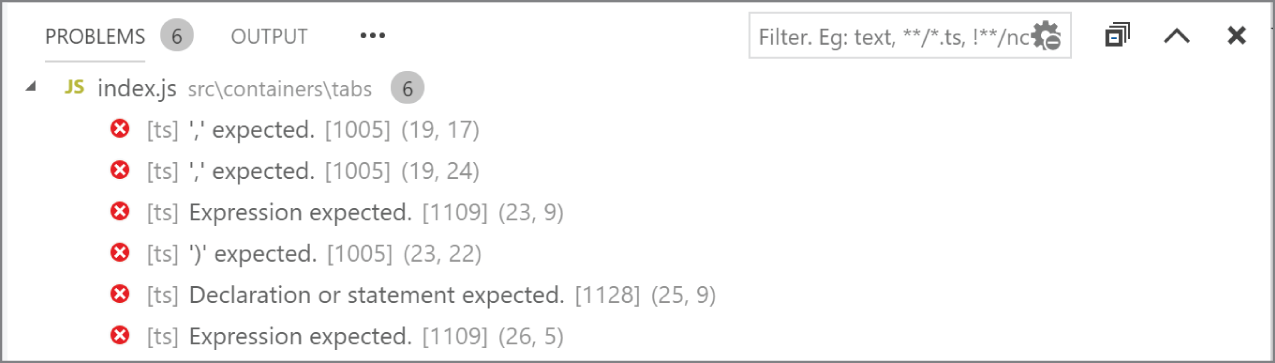 PROBLEMS 6 OUTPUT ••• Filter. Eg: text, **/*.ts, !**/nc
JS index.js src\containers\tabs 6
[ts] ',' expected. [1005] (19, 17)
[ts] ',' expected. [1005] (19, 24)
[ts] Expression expected. [1109] (23, 9)
[ts] ')' expected. [1005] (23, 22)
[ts] Declaration or statement expected. [1128] (25, 9)
[ts] Expression expected. [1109] (26, 5)